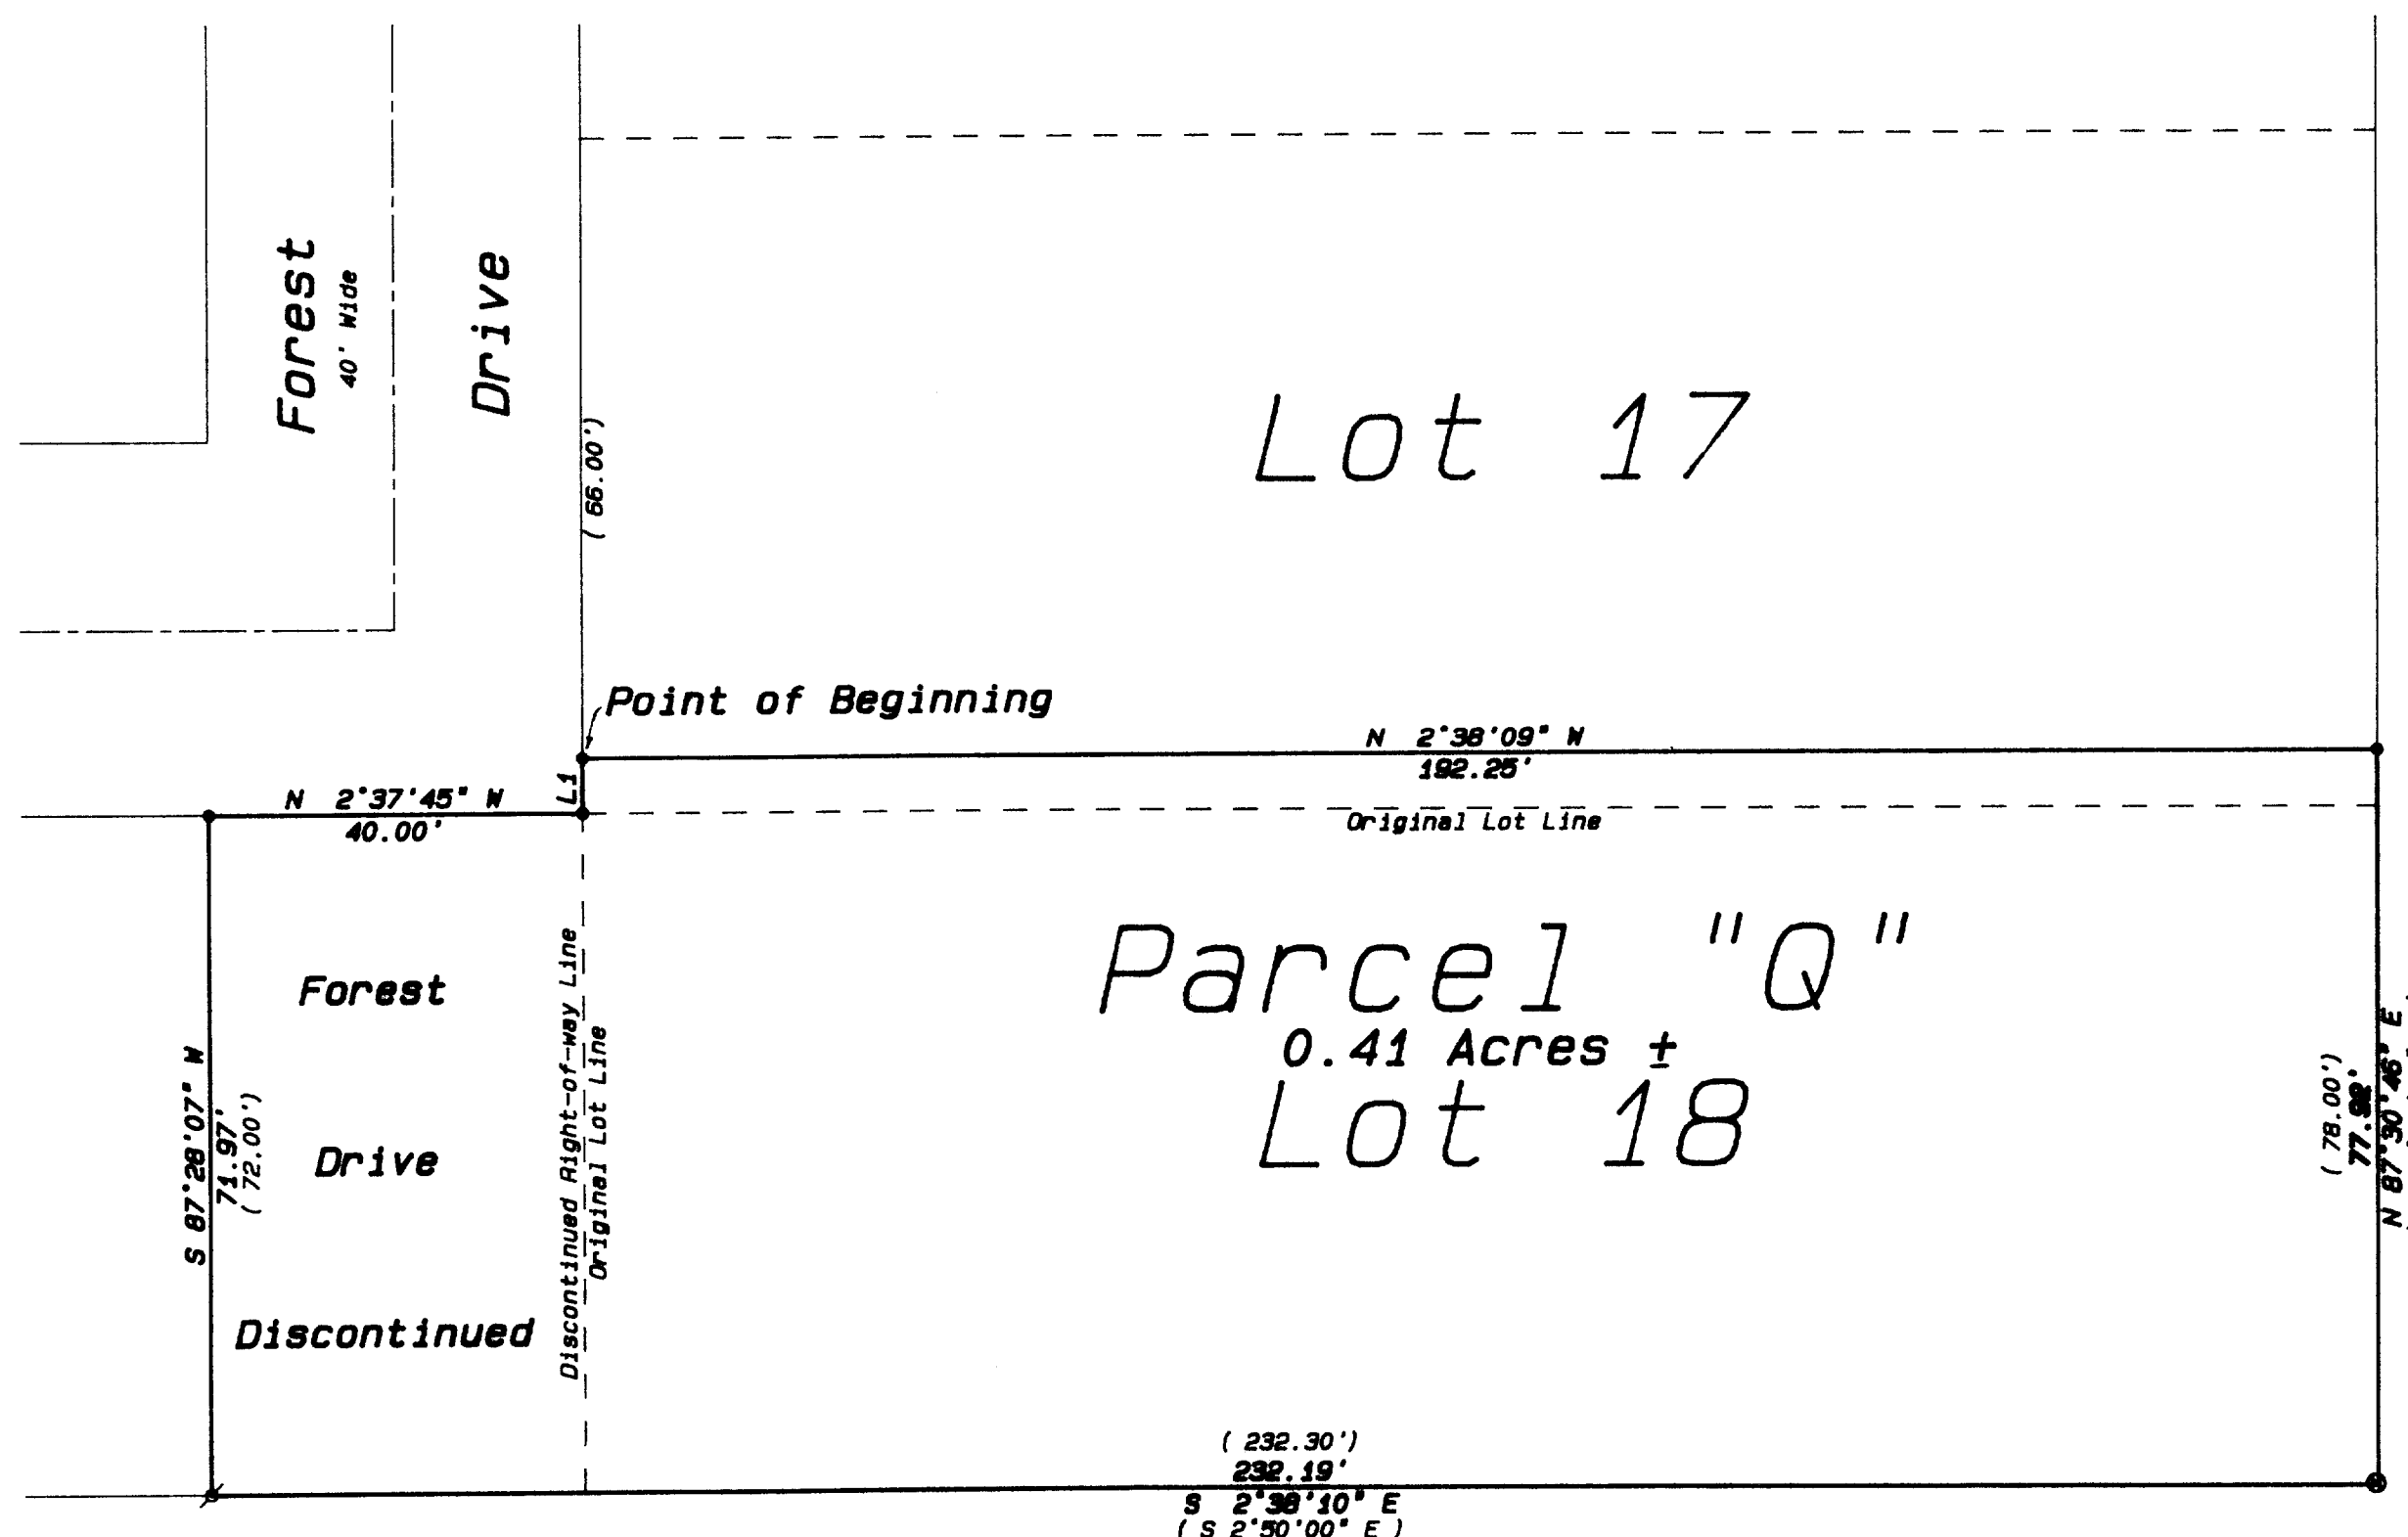 Forest
40' Wide
Drive
( 66.00')
Lot 17
Point of Beginning
N 2°38'09" W
192.25'
L1
N 2°37'45" W
40.00'
Original Lot Line
Parcel "Q"
0.41 Acres ±
Lot 18
Forest
Drive
Discontinued
Discontinued Right-of-way Line
Original Lot Line
S 87°28'07" W
71.97'
( 72.00')
( 78.00')
N 87°30'46" E
( 232.30')
232.19'
S 2°38'10" E
( S 2°50'00" E )